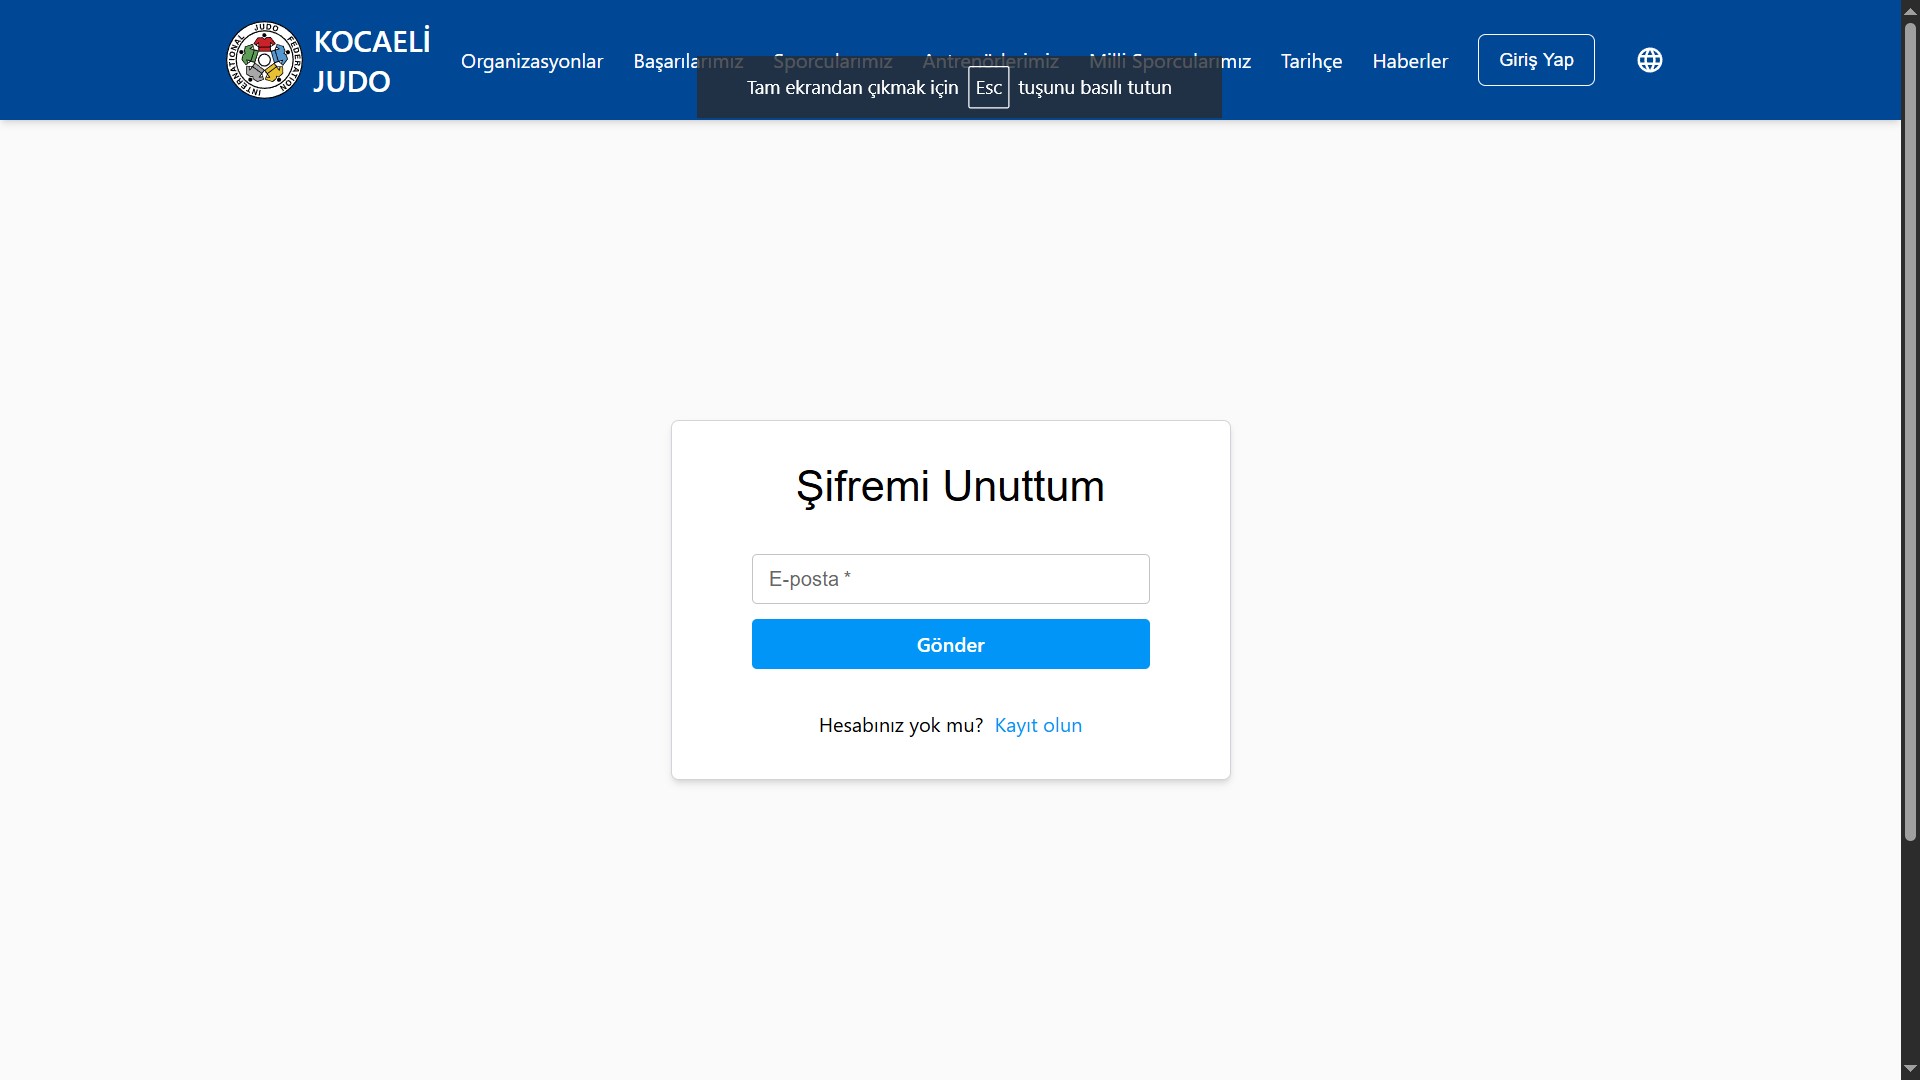 INTERNATIONAL JUDO FEDERATION
KOCAELİ
JUDO
Organizasyonlar
Başarılarımız
Sporcularımız
Antrenörlerimiz
Milli Sporcularımız
Tarihçe
Haberler
Giriş Yap
Tam ekrandan çıkmak için Esc tuşunu basılı tutun
Şifremi Unuttum
E-posta *
Gönder
Hesabınız yok mu? Kayıt olun